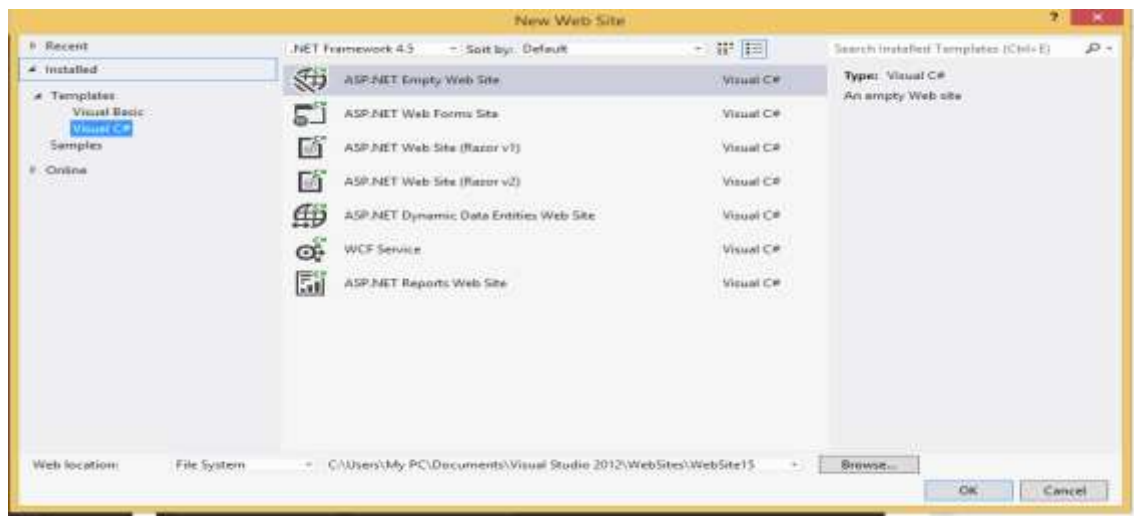 New Web Site
?
Recent
Installed
Templates
Visual Basic
Visual C#
Samples
Online
.NET Framework 4.5
Sort by: Default
ASP.NET Empty Web Site Visual C#
ASP.NET Web Forms Site Visual C#
ASP.NET Web Site (Razor v1) Visual C#
ASP.NET Web Site (Razor v2) Visual C#
ASP.NET Dynamic Data Entities Web Site Visual C#
WCF Service Visual C#
ASP.NET Reports Web Site Visual C#
Search Installed Templates (Ctrl+E)
Type: Visual C#
An empty Web site
Web location: File System C:\Users\My PC\Documents\Visual Studio 2012\WebSites\WebSite15 Browse...
OK Cancel